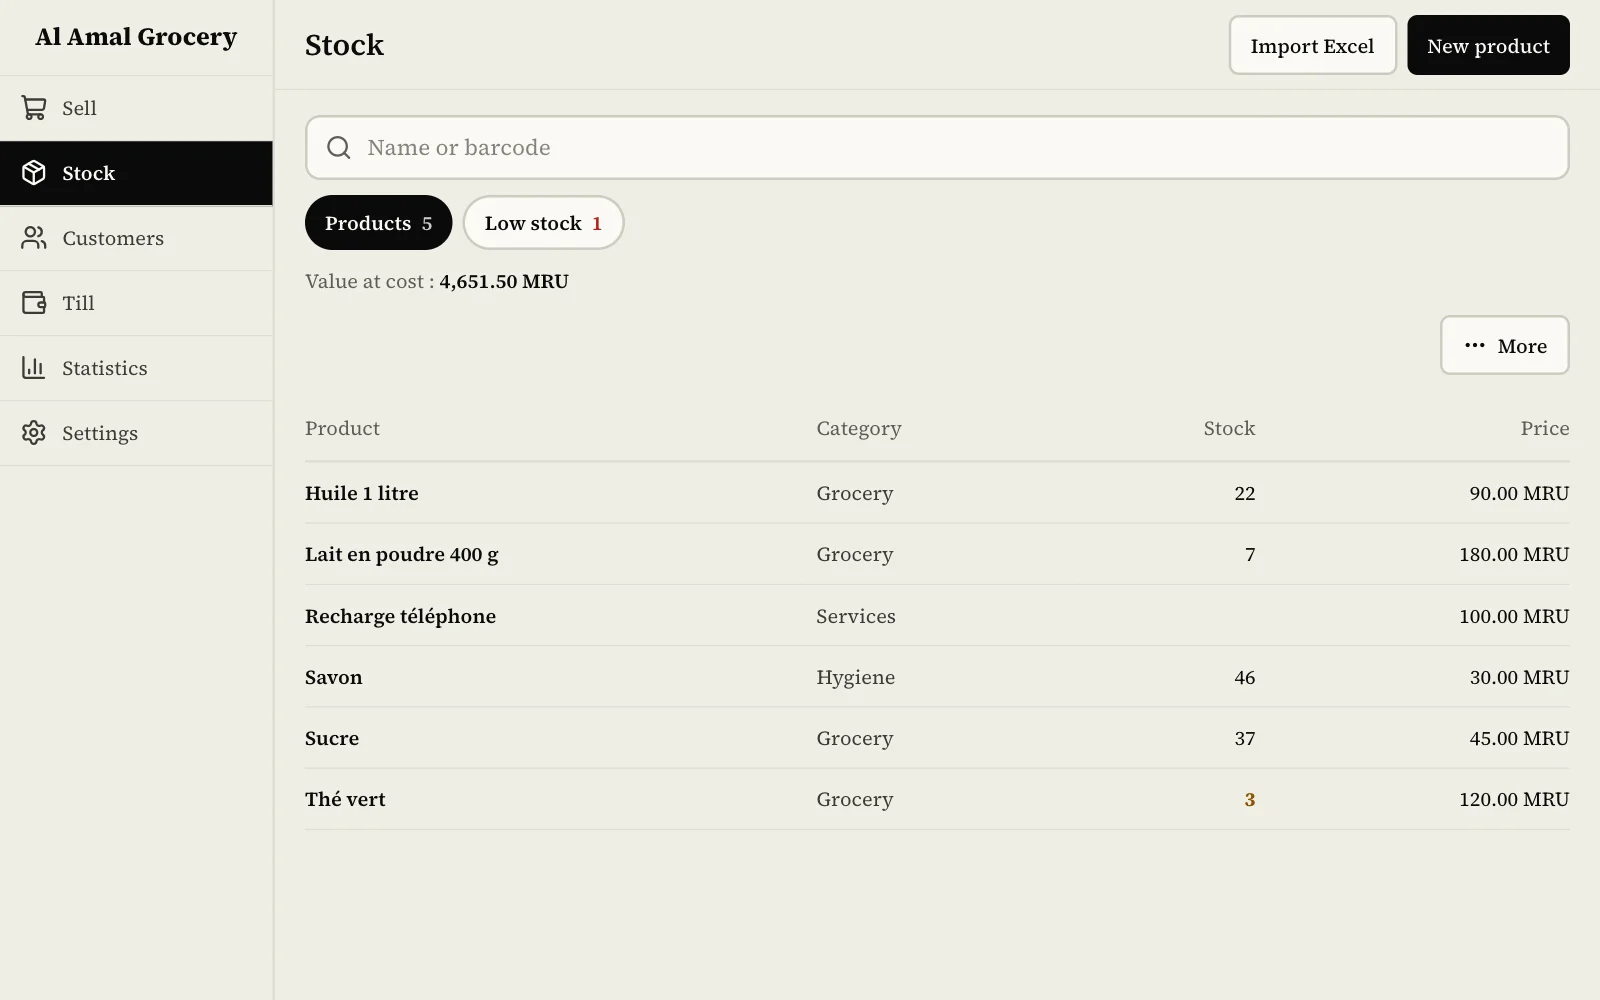 Al Amal Grocery
Sell
Stock
Customers
Till
Statistics
Settings
Stock
Import Excel
New product
Name or barcode
Products 5
Low stock 1
Value at cost : 4,651.50 MRU
More
Product Category Stock Price
Huile 1 litre Grocery 22 90.00 MRU
Lait en poudre 400 g Grocery 7 180.00 MRU
Recharge téléphone Services 100.00 MRU
Savon Hygiene 46 30.00 MRU
Sucre Grocery 37 45.00 MRU
Thé vert Grocery 3 120.00 MRU